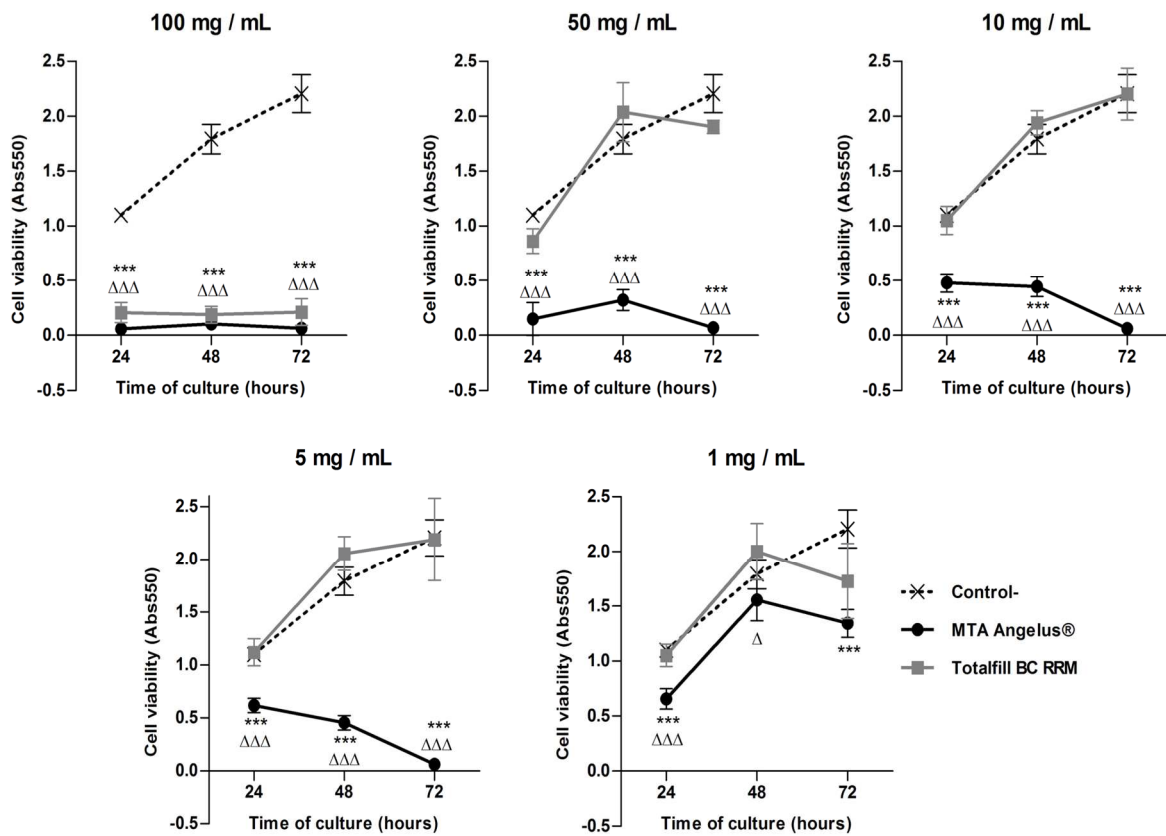 100 mg / mL
50 mg / mL
10 mg / mL
Cell viability (Abs550)
2.5
2.0
1.5
1.0
0.5
0.0
-0.5
***
ΔΔΔ
***
ΔΔΔ
***
ΔΔΔ
24
48
72
Time of culture (hours)
Cell viability (Abs550)
2.5
2.0
1.5
1.0
0.5
0.0
-0.5
***
ΔΔΔ
***
ΔΔΔ
***
ΔΔΔ
24
48
72
Time of culture (hours)
Cell viability (Abs550)
2.5
2.0
1.5
1.0
0.5
0.0
-0.5
***
ΔΔΔ
***
ΔΔΔ
***
ΔΔΔ
24
48
72
Time of culture (hours)
5 mg / mL
1 mg / mL
Cell viability (Abs550)
2.5
2.0
1.5
1.0
0.5
0.0
-0.5
***
ΔΔΔ
***
ΔΔΔ
***
ΔΔΔ
24
48
72
Time of culture (hours)
Cell viability (Abs550)
2.5
2.0
1.5
1.0
0.5
0.0
-0.5
***
ΔΔΔ
Δ
***
24
48
72
Time of culture (hours)
Control-
MTA Angelus®
Totalfill BC RRM